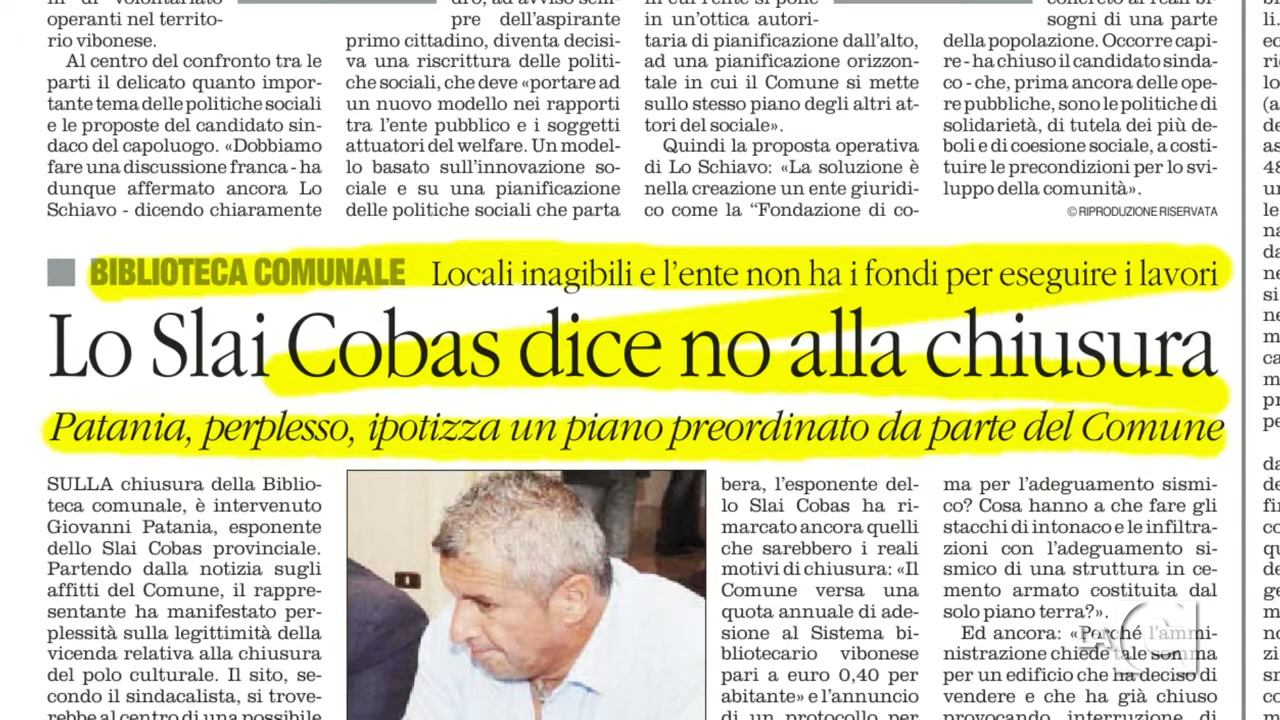 operanti nel territo-
rio vibonese.
Al centro del confronto tra le
parti il delicato quanto impor-
tante tema delle politiche sociali
e le proposte del candidato sin-
daco del capoluogo. «Dobbiamo
fare una discussione franca - ha
dunque affermato ancora Lo
Schiavo - dicendo chiaramente
pre dell'aspirante
primo cittadino, diventa decisi-
va una riscrittura delle politi-
che sociali, che deve «portare ad
un nuovo modello nei rapporti
tra l'ente pubblico e i soggetti
attuatori del welfare. Un model-
lo basato sull'innovazione so-
ciale e su una pianificazione
delle politiche sociali che parta
in un'ottica autori-
taria di pianificazione dall'alto,
ad una pianificazione orizzon-
tale in cui il Comune si mette
sullo stesso piano degli altri at-
tori del sociale».
Quindi la proposta operativa
di Lo Schiavo: «La soluzione è
nella creazione un ente giuridi-
co come la “Fondazione di co-
sogni di una parte
della popolazione. Occorre capi-
re - ha chiuso il candidato sinda-
co - che, prima ancora delle ope-
re pubbliche, sono le politiche di
solidarietà, di tutela dei più de-
boli e di coesione sociale, a costi-
tuire le precondizioni per lo svi-
luppo della comunità».
© RIPRODUZIONE RISERVATA
BIBLIOTECA COMUNALE Locali inagibili e l'ente non ha i fondi per eseguire i lavori
Lo Slai Cobas dice no alla chiusura
Patania, perplesso, ipotizza un piano preordinato da parte del Comune
SULLA chiusura della Biblio-
teca comunale, è intervenuto
Giovanni Patania, esponente
dello Slai Cobas provinciale.
Partendo dalla notizia sugli
affitti del Comune, il rappre-
sentante ha manifestato per-
plessità sulla legittimità della
vicenda relativa alla chiusura
del polo culturale. Il sito, se-
condo il sindacalista, si trove-
rebbe al centro di una possibile
bera, l'esponente del-
lo Slai Cobas ha ri-
marcato ancora quelli
che sarebbero i reali
motivi di chiusura: «Il
Comune versa una
quota annuale di ade-
sione al Sistema bi-
bliotecario vibonese
pari a euro 0,40 per
abitante» e l'annuncio
di un protocollo per
ma per l'adeguamento sismi-
co? Cosa hanno a che fare gli
stacchi di intonaco e le infiltra-
zioni con l'adeguamento si-
smico di una struttura in ce-
mento armato costituita dal
solo piano terra?».
Ed ancora: «Porché l'ammi-
nistrazione chiede tale somma
per un edificio che ha deciso di
vendere e che ha già chiuso
provocando interruzione di
LA C